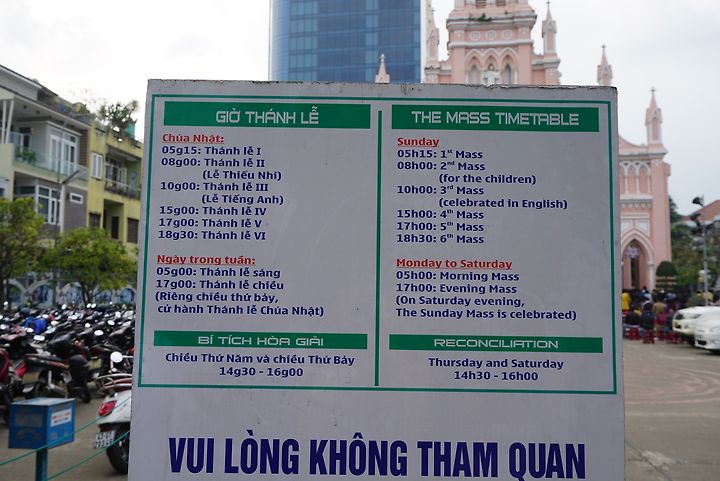 GIỜ THÁNH LỄ
Chúa Nhật:
05g15: Thánh lễ I
08g00: Thánh lễ II
(Lễ Thiếu Nhi)
10g00: Thánh lễ III
(Lễ Tiếng Anh)
15g00: Thánh lễ IV
17g00: Thánh lễ V
18g30: Thánh lễ VI
Ngày trong tuần:
05g00: Thánh lễ sáng
17g00: Thánh lễ chiều
(Riêng chiều thứ bảy,
cử hành Thánh lễ Chúa Nhật)
BÍ TÍCH HÒA GIẢI
Chiều Thứ Năm và chiều Thứ Bảy
14g30 - 16g00
THE MASS TIMETABLE
Sunday
05h15: 1st Mass
08h00: 2nd Mass
(for the children)
10h00: 3rd Mass
(celebrated in English)
15h00: 4th Mass
17h00: 5th Mass
18h30: 6th Mass
Monday to Saturday
05h00: Morning Mass
17h00: Evening Mass
(On Saturday evening,
The Sunday Mass is celebrated)
RECONCILIATION
Thursday and Saturday
14h30 - 16h00
VUI LÒNG KHÔNG THAM QUAN